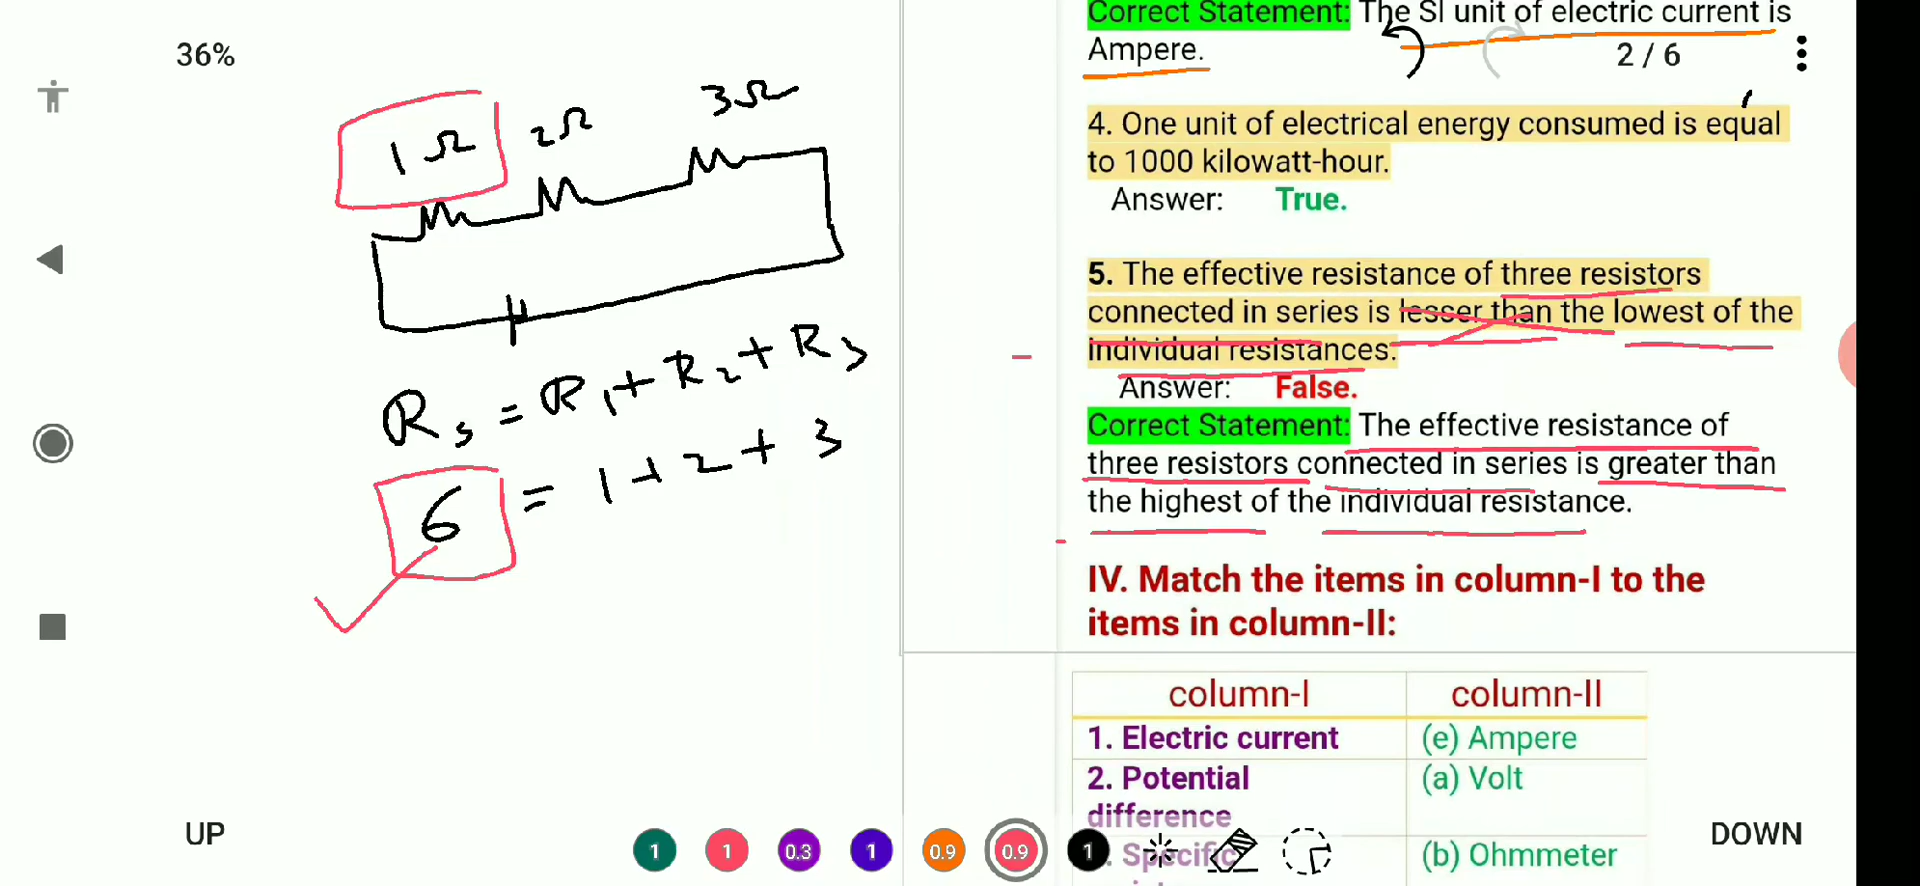 36%
1Ω 2Ω 3Ω
Rs = R1 + R2 + R3
6 = 1 + 2 + 3
UP
Correct Statement: The SI unit of electric current is
Ampere.
2 / 6
4. One unit of electrical energy consumed is equal
to 1000 kilowatt-hour.
Answer: True.
5. The effective resistance of three resistors
connected in series is lesser than the lowest of the
individual resistances.
Answer: False.
Correct Statement: The effective resistance of
three resistors connected in series is greater than
the highest of the individual resistance.
IV. Match the items in column-I to the
items in column-II:
column-I column-II
1. Electric current (e) Ampere
2. Potential (a) Volt
difference
Specific (b) Ohmmeter
1 1 0.3 1 0.9 0.9 1
DOWN